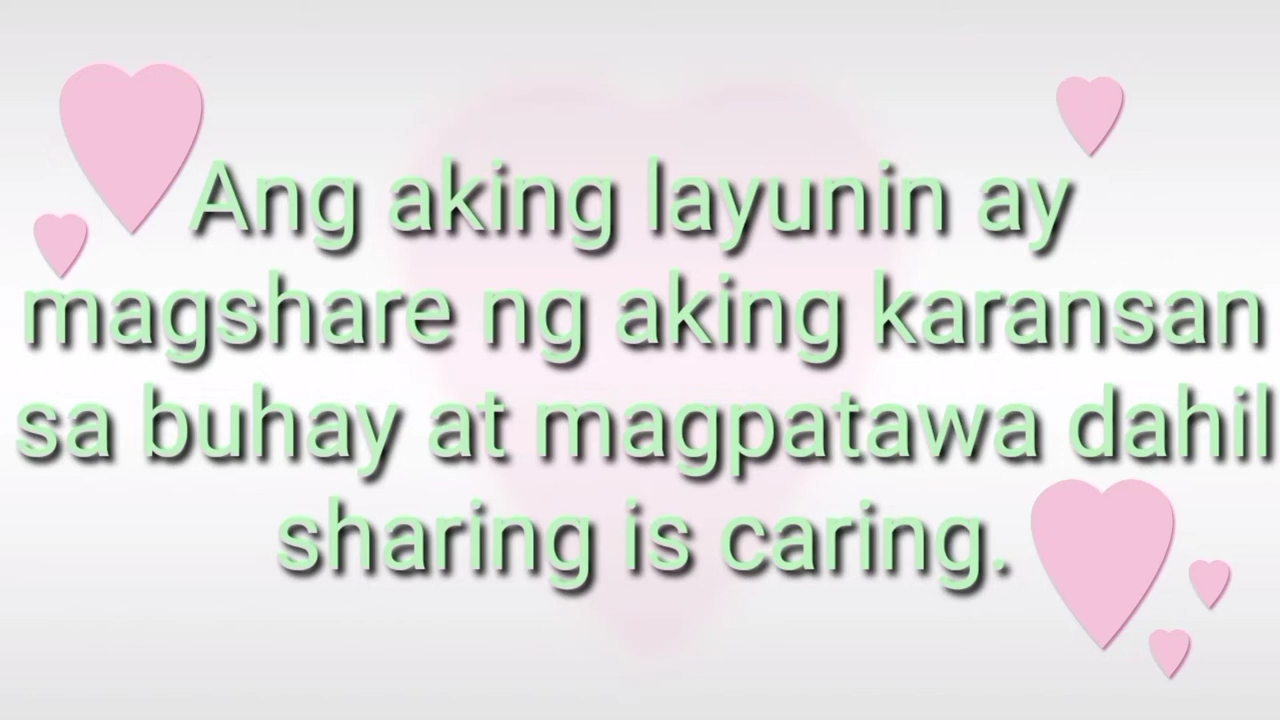 Ang aking layunin ay
magshare ng aking karansan
sa buhay at magpatawa dahil
sharing is caring.